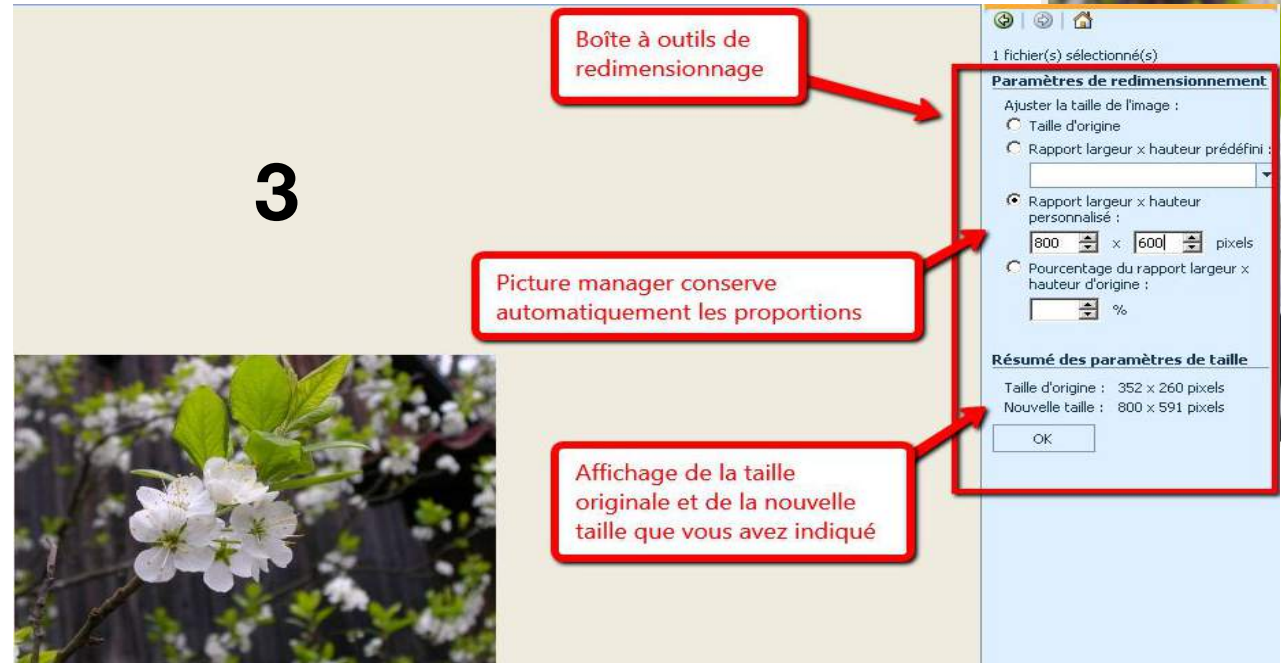 Boîte à outils de
redimensionnage
3
Picture manager conserve
automatiquement les proportions
Affichage de la taille
originale et de la nouvelle
taille que vous avez indiqué
1 fichier(s) sélectionné(s)
Paramètres de redimensionnement
Ajuster la taille de l'image :
Taille d'origine
Rapport largeur x hauteur prédéfini :
Rapport largeur x hauteur
personnalisé :
800 x 600 pixels
Pourcentage du rapport largeur x
hauteur d'origine :
%
Résumé des paramètres de taille
Taille d'origine : 352 x 260 pixels
Nouvelle taille : 800 x 591 pixels
OK